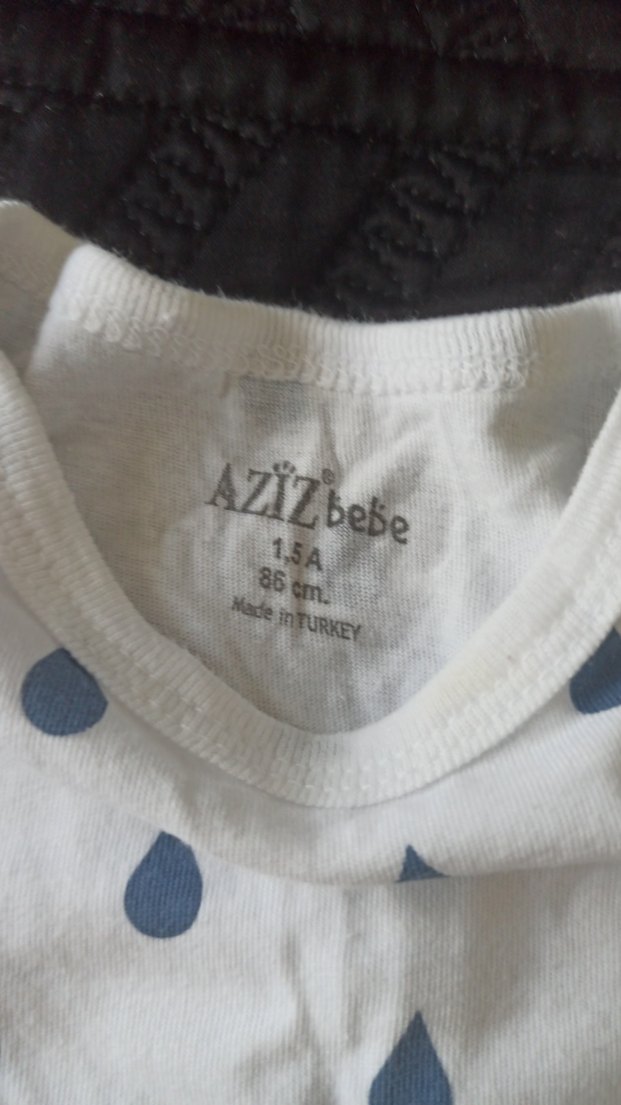 AZİZ® bebe
1,5 A
86 cm.
Made in TURKEY